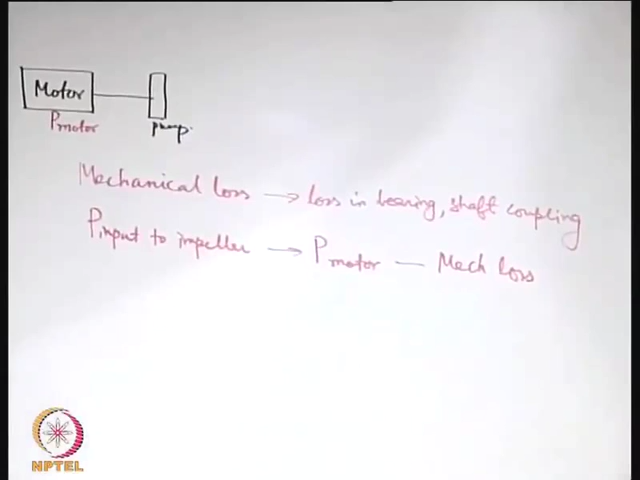 Motor
Pmotor
pump.
Mechanical loss → loss in bearing, shaft coupling
Pinput to impeller → Pmotor — Mech loss
NPTEL